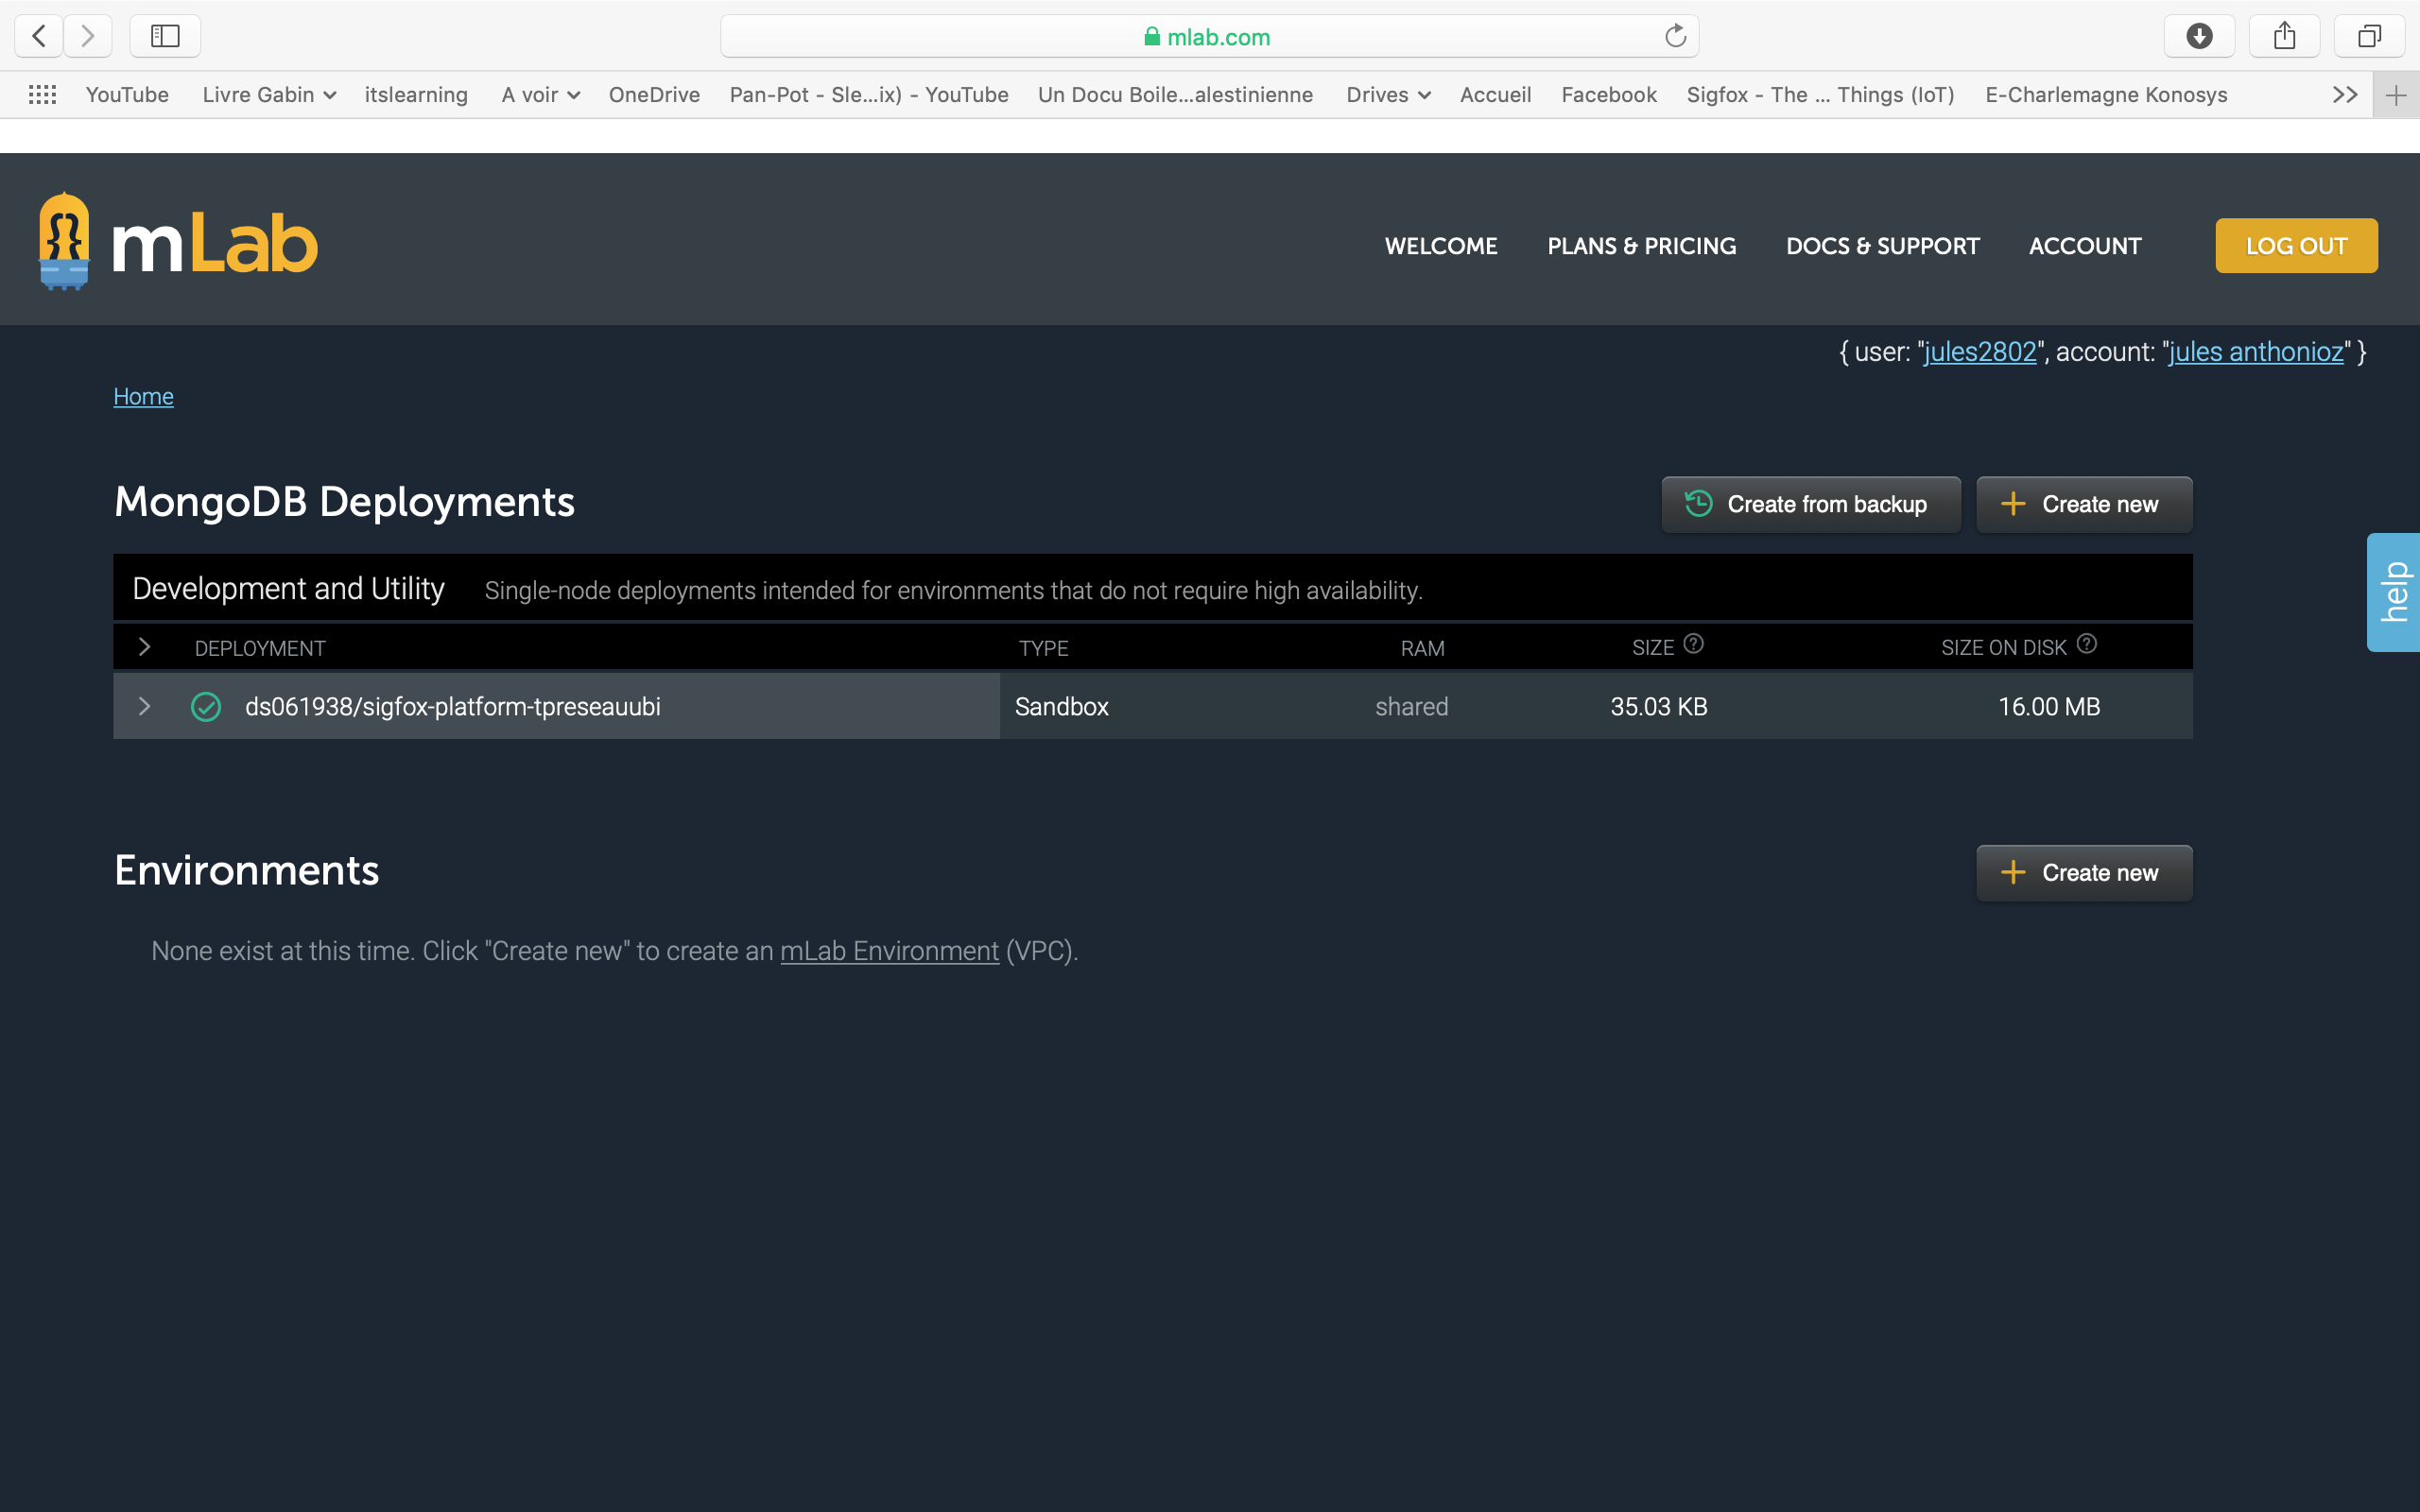 mlab.com
YouTube Livre Gabin itslearning A voir OneDrive Pan-Pot - Sle...ix) - YouTube Un Docu Boile...alestinienne Drives Accueil Facebook Sigfox - The ... Things (IoT) E-Charlemagne Konosys
mLab WELCOME PLANS & PRICING DOCS & SUPPORT ACCOUNT LOG OUT
{ user: "jules2802", account: "jules anthonioz" }
Home
MongoDB Deployments Create from backup Create new
Development and Utility Single-node deployments intended for environments that do not require high availability.
help
DEPLOYMENT TYPE RAM SIZE ? SIZE ON DISK ?
ds061938/sigfox-platform-tpreseauubi Sandbox shared 35.03 KB 16.00 MB
Environments Create new
None exist at this time. Click "Create new" to create an mLab Environment (VPC).